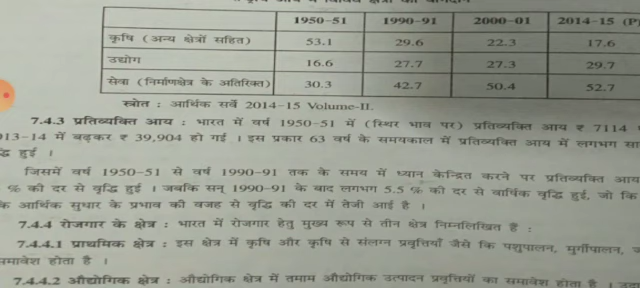 में विविध क्षेत्रों का योगदान
1950-51 1990-91 2000-01 2014-15 (P)
कृषि (अन्य क्षेत्रों सहित) 53.1 29.6 22.3 17.6
उद्योग 16.6 27.7 27.3 29.7
सेवा (निर्माणक्षेत्र के अतिरिक्त) 30.3 42.7 50.4 52.7
स्रोत : आर्थिक सर्वे 2014-15 Volume-II.
7.4.3 प्रतिव्यक्ति आय : भारत में वर्ष 1950-51 में (स्थिर भाव पर) प्रतिव्यक्ति आय ₹ 7114
13-14 में बढ़कर ₹ 39,904 हो गई । इस प्रकार 63 वर्ष के समयकाल में प्रतिव्यक्ति आय में लगभग
हुई ।
जिसमें वर्ष 1950-51 से वर्ष 1990-91 तक के समय में ध्यान केन्द्रित करने पर प्रतिव्यक्ति आय
% की दर से वृद्धि हुई । जबकि सन् 1990-91 के बाद लगभग 5.5 % की दर से वार्षिक वृद्धि हुई, जो कि
आर्थिक सुधार के प्रभाव की वजह से वृद्धि की दर में तेजी आई है ।
7.4.4 रोजगार के क्षेत्र : भारत में रोजगार हेतु मुख्य रूप से तीन क्षेत्र निम्नलिखित हैं :
7.4.4.1 प्राथमिक क्षेत्र : इस क्षेत्र में कृषि और कृषि से संलग्न प्रवृत्तियाँ जैसे कि पशुपालन, मुर्गीपालन,
समावेश होता है ।
7.4.4.2 औद्योगिक क्षेत्र : औद्योगिक क्षेत्र में तमाम औद्योगिक उत्पादन प्रवृत्तियों का समावेश होता है ।